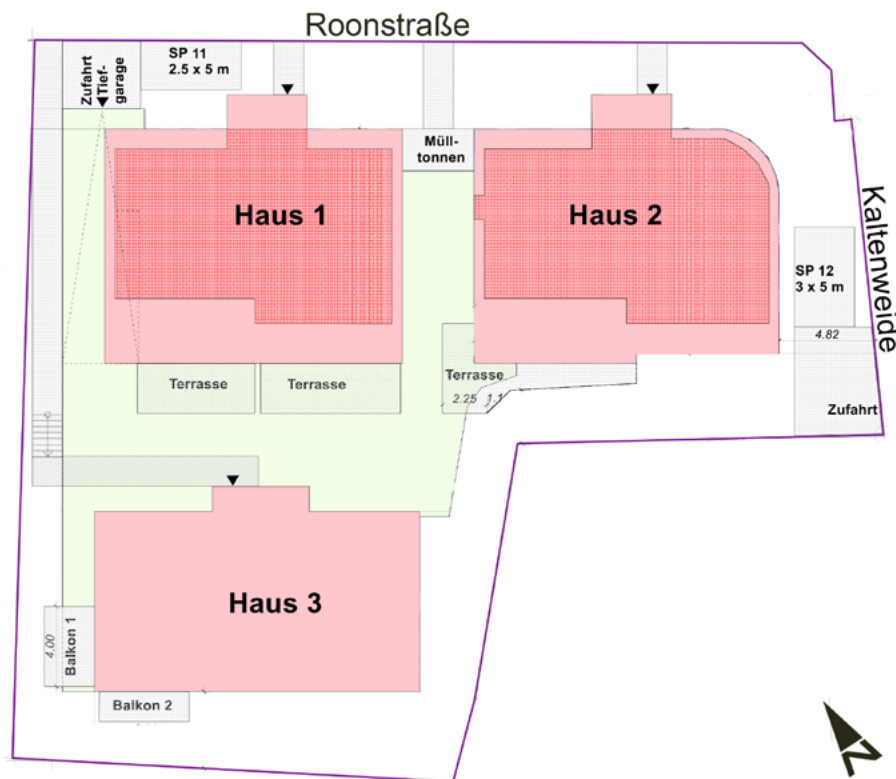 Roonstraße
Zufahrt
Tief-
garage
SP 11
2.5 x 5 m
Müll-
tonnen
Haus 1
Haus 2
Kaltenweide
SP 12
3 x 5 m
4.82
Zufahrt
Terrasse
Terrasse
Terrasse
2.25
1.1
Haus 3
4.00
Balkon 1
Balkon 2
N